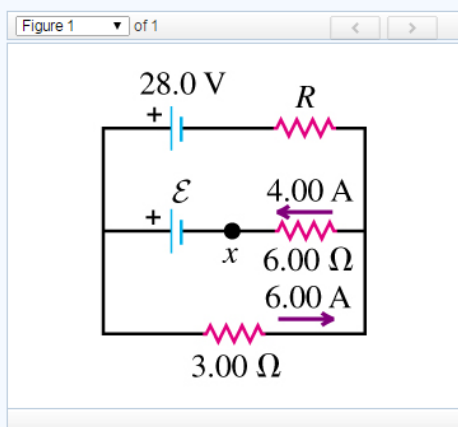 Figure 1 of 1
28.0 V
R
+
ℰ
4.00 A
+
x
6.00 Ω
6.00 A
3.00 Ω